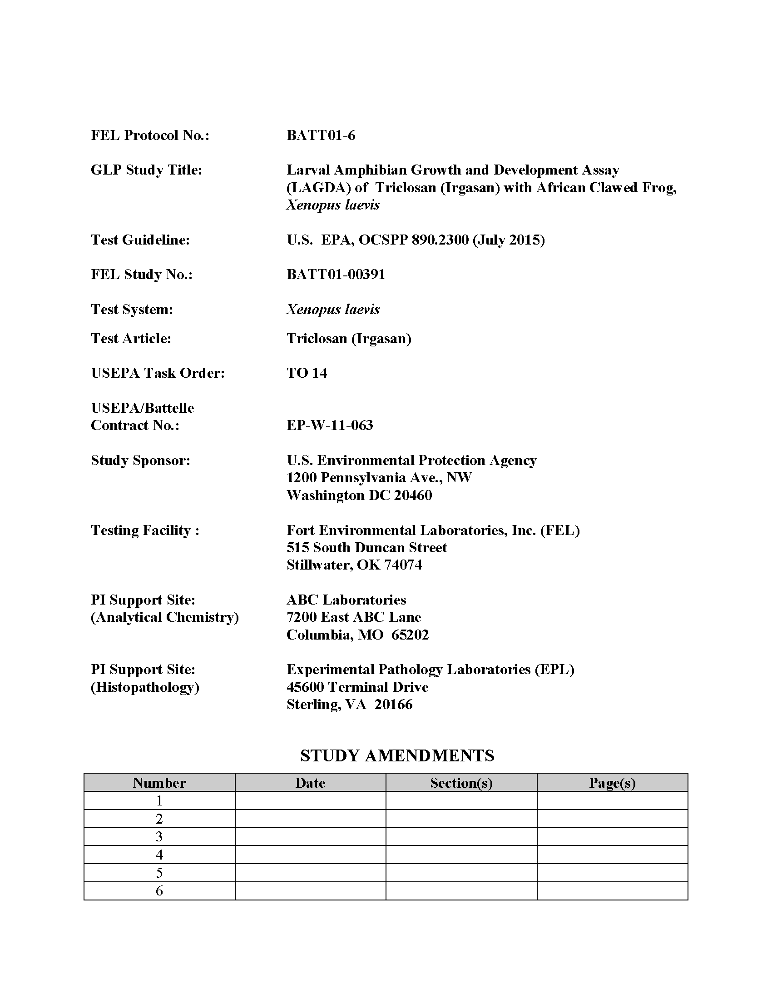 FEL Protocol No.: BATT01-6
GLP Study Title: Larval Amphibian Growth and Development Assay
(LAGDA) of  Triclosan (Irgasan) with African Clawed Frog,
Xenopus laevis
Test Guideline: U.S.  EPA, OCSPP 890.2300 (July 2015)
FEL Study No.: BATT01-00391
Test System: Xenopus laevis
Test Article: Triclosan (Irgasan)
USEPA Task Order: TO 14
USEPA/Battelle
Contract No.: EP-W-11-063
Study Sponsor: U.S. Environmental Protection Agency
1200 Pennsylvania Ave., NW
Washington DC 20460
Testing Facility : Fort Environmental Laboratories, Inc. (FEL)
515 South Duncan Street
Stillwater, OK 74074
PI Support Site: ABC Laboratories
(Analytical Chemistry) 7200 East ABC Lane
Columbia, MO  65202
PI Support Site: Experimental Pathology Laboratories (EPL)
(Histopathology) 45600 Terminal Drive
Sterling, VA  20166
STUDY AMENDMENTS
Number Date Section(s) Page(s)
1
2
3
4
5
6